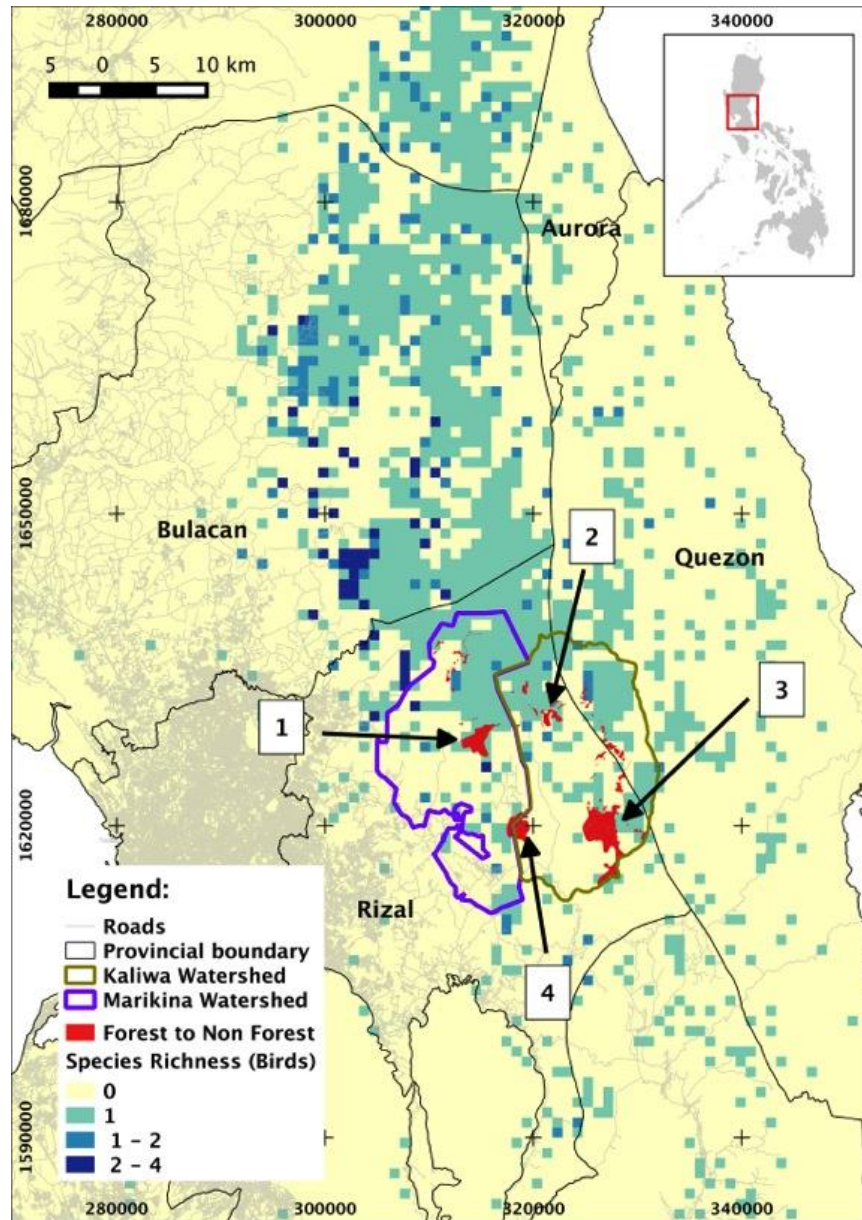 280000 300000 320000 340000
5 0 5 10 km
1680000
Aurora
1650000
Bulacan
2
Quezon
3
1
1620000
Legend:
Roads
Provincial boundary
Kaliwa Watershed
Marikina Watershed
Forest to Non Forest
Species Richness (Birds)
0
1
1 - 2
2 - 4
Rizal
4
1590000
280000 300000 320000 340000